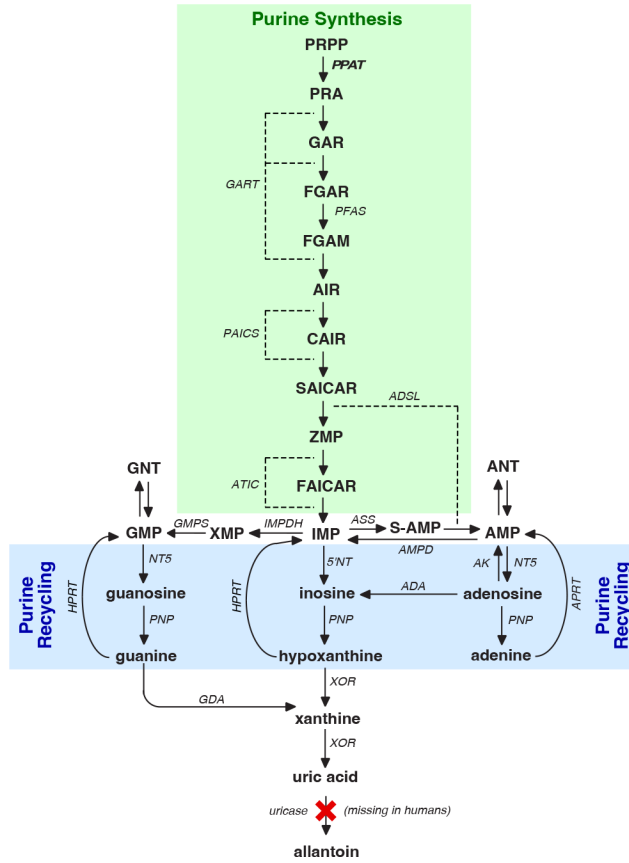 Purine Synthesis
PRPP
PPAT
PRA
GAR
GART
FGAR
PFAS
FGAM
AIR
PAICS
CAIR
SAICAR
ADSL
ZMP
GNT
ANT
ATIC
FAICAR
GMP
GMPS
XMP
IMPDH
IMP
ASS
S-AMP
AMP
AMPD
Purine
Recycling
HPRT
NT5
HPRT
5'NT
AK
NT5
APRT
Purine
Recycling
guanosine
inosine
ADA
adenosine
PNP
PNP
PNP
guanine
hypoxanthine
adenine
XOR
GDA
xanthine
XOR
uric acid
uricase
(missing in humans)
allantoin